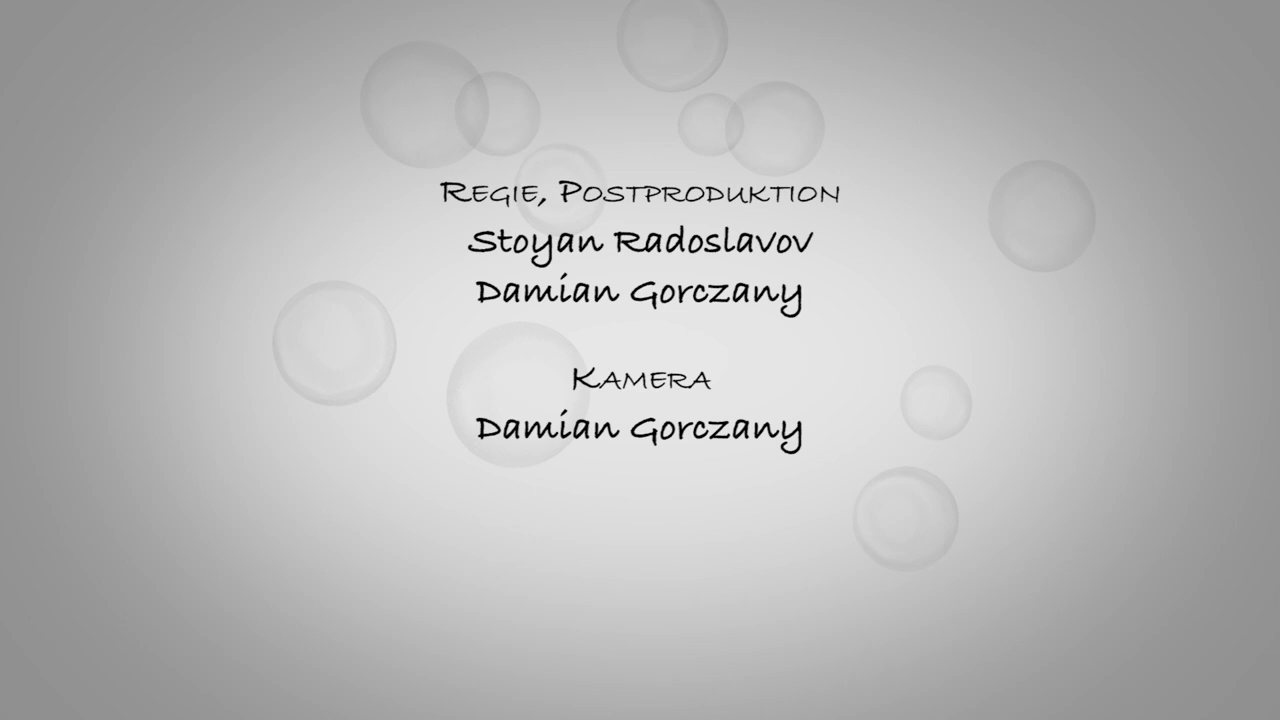 Regie, Postproduktion
Stoyan Radoslavov
Damian Gorczany
Kamera
Damian Gorczany